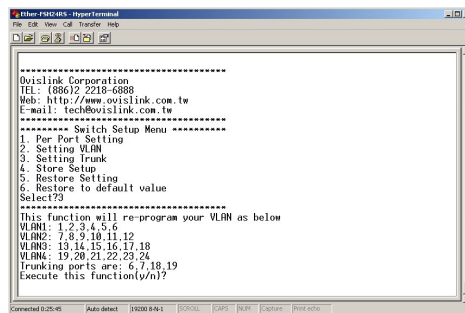 Ether-FSH24RS - HyperTerminal
File Edit View Call Transfer Help
************************************
Ovislink Corporation
TEL: (886)2 2218-6888
Web: http://www.ovislink.com.tw
E-mail: tech@ovislink.com.tw
************************************
********* Switch Setup Menu **********
1. Per Port Setting
2. Setting VLAN
3. Setting Trunk
4. Store Setup
5. Restore Setting
6. Restore to default value
Select?3
************************************
This function will re-program your VLAN as below
VLAN1: 1,2,3,4,5,6
VLAN2: 7,8,9,10,11,12
VLAN3: 13,14,15,16,17,18
VLAN4: 19,20,21,22,23,24
Trunking ports are: 6,7,18,19
Execute this function(y/n)?
Connected 0:25:45 Auto detect 19200 8-N-1 SCROLL CAPS NUM Capture Print echo